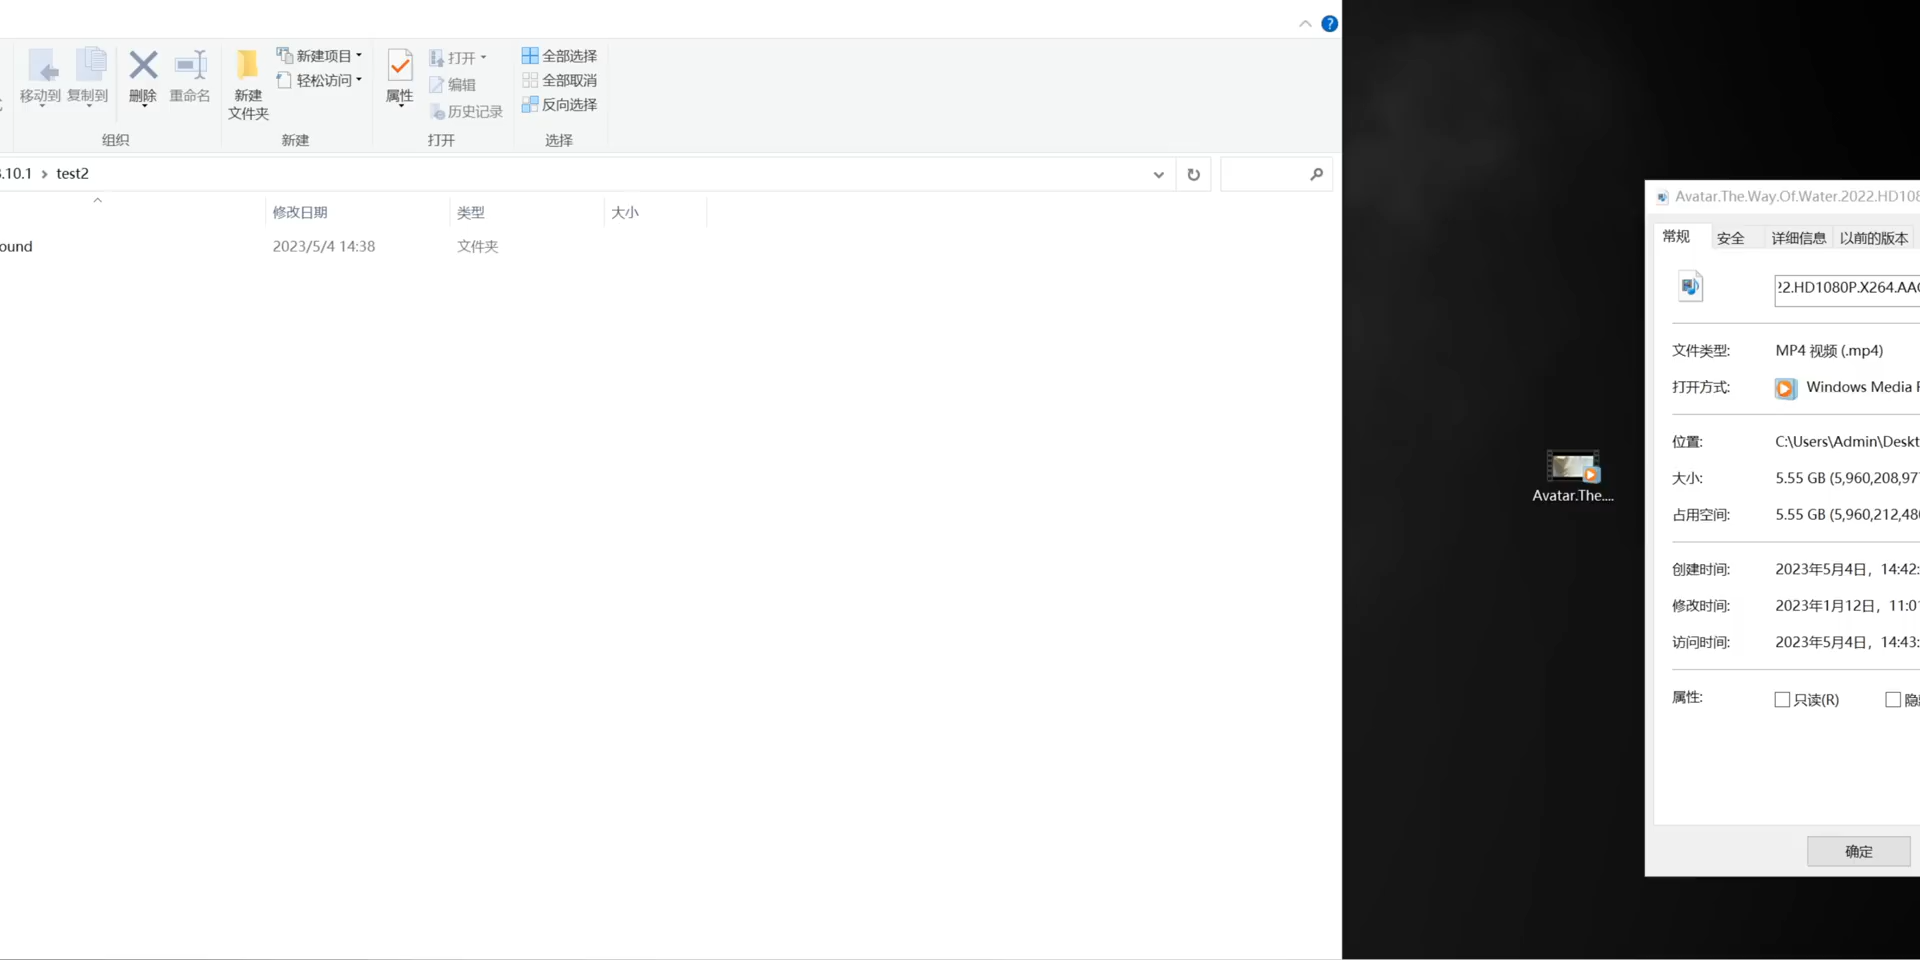 移动到 复制到 删除 重命名 新建文件夹 新建项目 轻松访问 属性 打开 编辑 历史记录 全部选择 全部取消 反向选择
组织 新建 打开 选择
.10.1 > test2
修改日期 类型 大小
ound 2023/5/4 14:38 文件夹
Avatar.The....
Avatar.The.Way.Of.Water.2022.HD108
常规 安全 详细信息 以前的版本
22.HD1080P.X264.AAC
文件类型: MP4 视频 (.mp4)
打开方式: Windows Media P
位置: C:\Users\Admin\Deskt
大小: 5.55 GB (5,960,208,97
占用空间: 5.55 GB (5,960,212,48
创建时间: 2023年5月4日，14:42:
修改时间: 2023年1月12日，11:01
访问时间: 2023年5月4日，14:43:
属性: 只读(R) 隐
确定